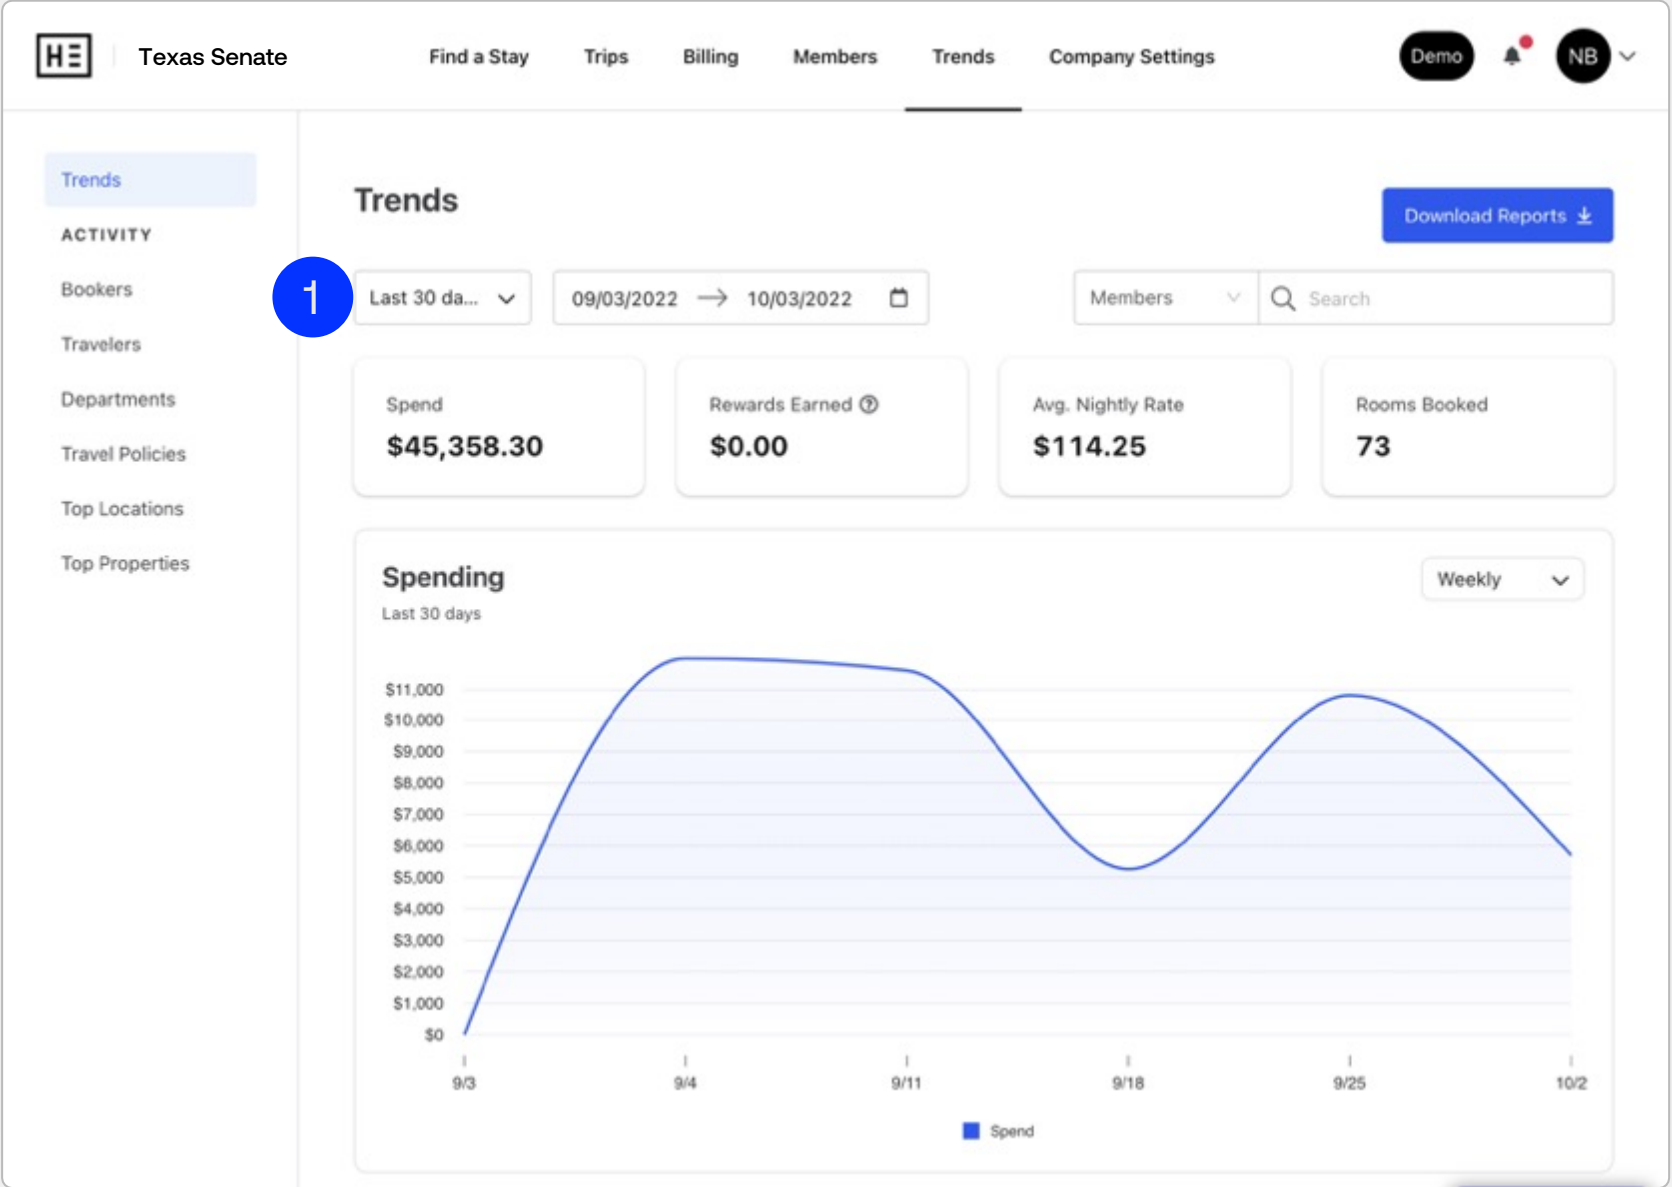 HE Texas Senate Find a Stay Trips Billing Members Trends Company Settings Demo NB
Trends
ACTIVITY
Bookers
Travelers
Departments
Travel Policies
Top Locations
Top Properties
Trends
Download Reports
1 Last 30 da... 09/03/2022 → 10/03/2022 Members Search
Spend Rewards Earned ? Avg. Nightly Rate Rooms Booked
$45,358.30 $0.00 $114.25 73
Spending
Weekly
Last 30 days
$11,000
$10,000
$9,000
$8,000
$7,000
$6,000
$5,000
$4,000
$3,000
$2,000
$1,000
$0
9/3 9/4 9/11 9/18 9/25 10/2
Spend